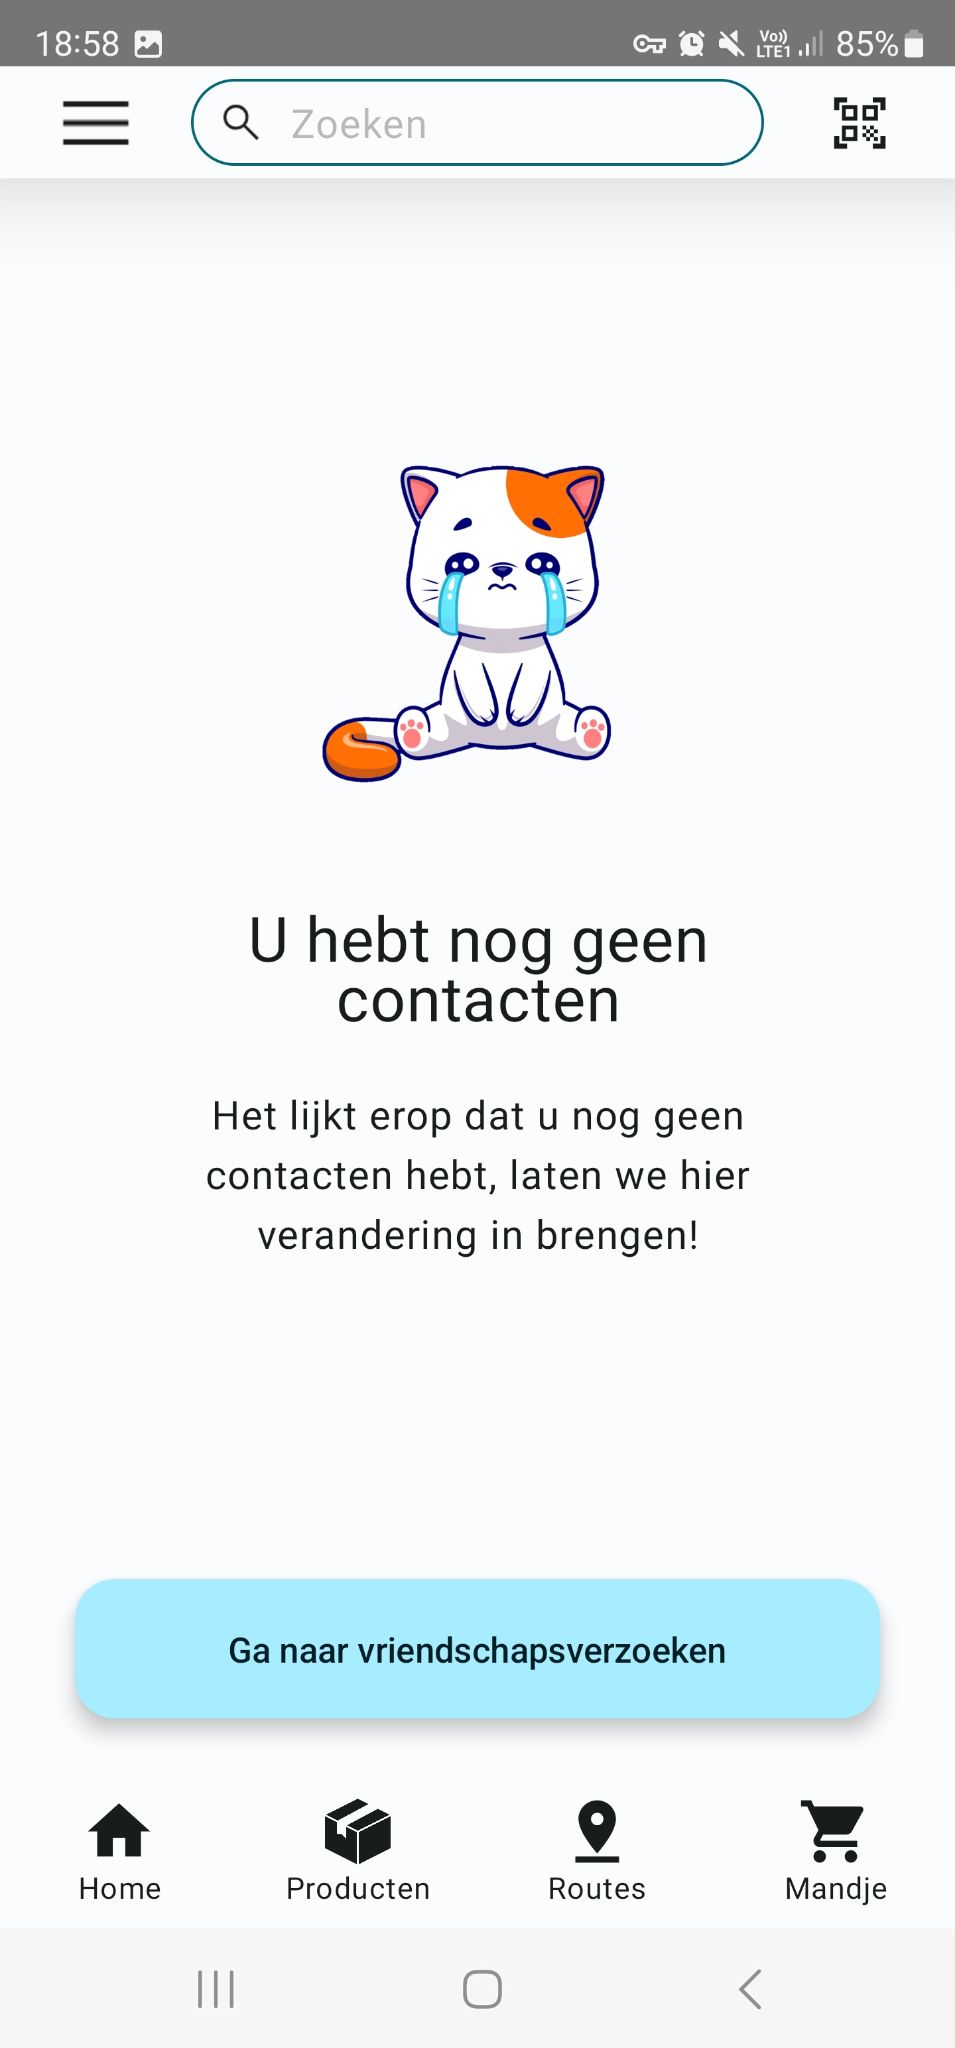 18:58
Vo))
LTE1
85%
Zoeken
U hebt nog geen
contacten
Het lijkt erop dat u nog geen
contacten hebt, laten we hier
verandering in brengen!
Ga naar vriendschapsverzoeken
Home
Producten
Routes
Mandje